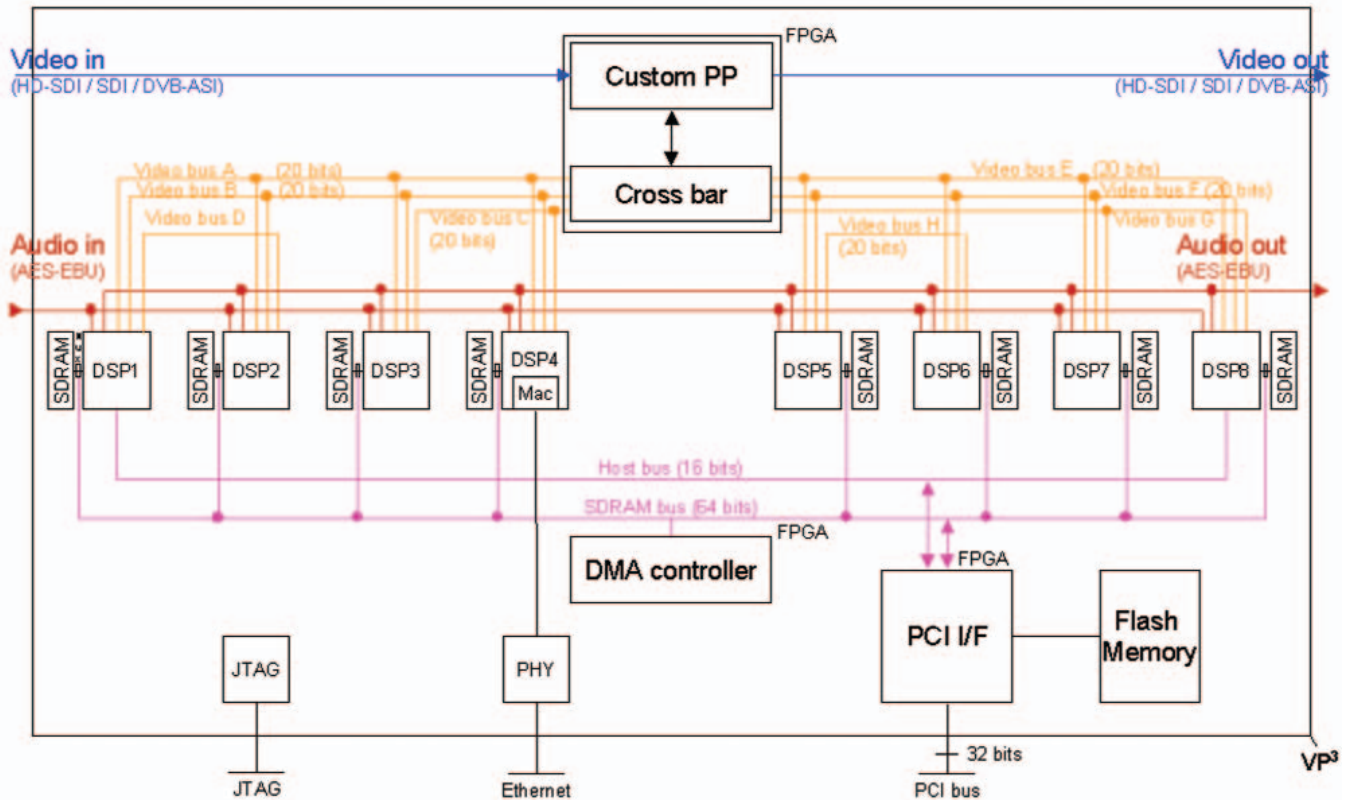 FPGA
Video in
(HD-SDI / SDI / DVB-ASI)
Custom PP
Video out
(HD-SDI / SDI / DVB-ASI)
Video bus A (20 bits)
Video bus B (20 bits)
Video bus D
Video bus C
(20 bits)
Cross bar
Video bus E (20 bits)
Video bus F (20 bits)
Video bus G
Video bus H
(20 bits)
Audio in
(AES-EBU)
Audio out
(AES-EBU)
SDRAM
DSP1
SDRAM
DSP2
SDRAM
DSP3
SDRAM
DSP4
Mac
DSP5
SDRAM
DSP6
SDRAM
DSP7
SDRAM
DSP8
SDRAM
Host bus (16 bits)
SDRAM bus (64 bits)
FPGA
DMA controller
FPGA
PCI I/F
Flash
Memory
JTAG
PHY
32 bits
VP³
JTAG
Ethernet
PCI bus